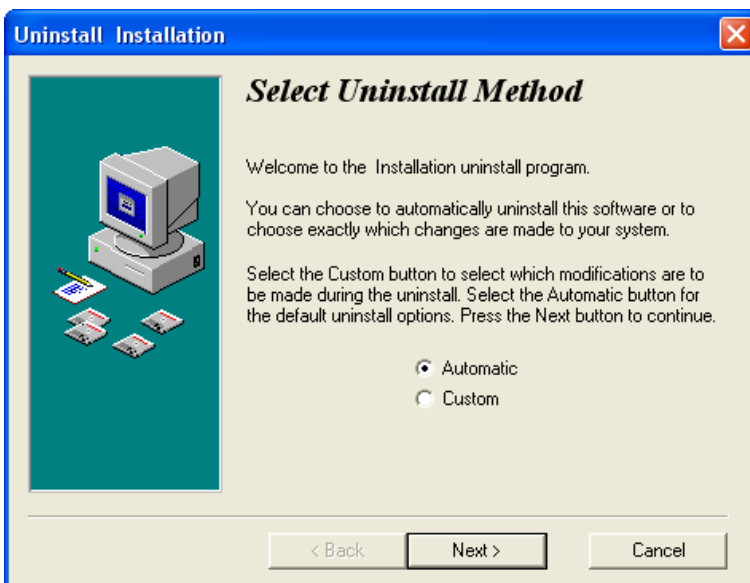 Uninstall  Installation
Select Uninstall Method
Welcome to the  Installation uninstall program.
You can choose to automatically uninstall this software or to
choose exactly which changes are made to your system.
Select the Custom button to select which modifications are to
be made during the uninstall. Select the Automatic button for
the default uninstall options. Press the Next button to continue.
Automatic
Custom
< Back
Next >
Cancel